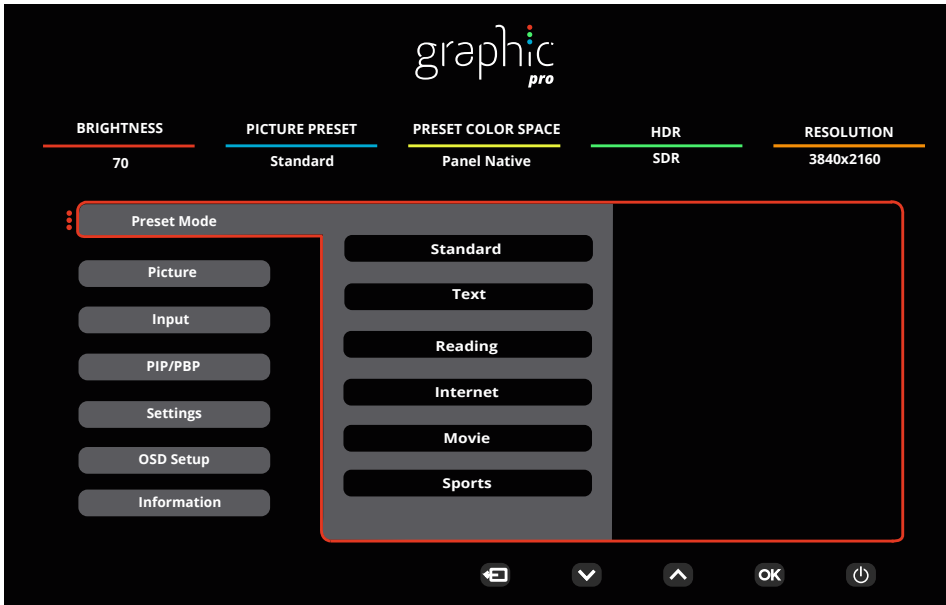 graphic
pro
BRIGHTNESS PICTURE PRESET PRESET COLOR SPACE HDR RESOLUTION
70 Standard Panel Native SDR 3840x2160
Preset Mode
Picture
Input
PIP/PBP
Settings
OSD Setup
Information
Standard
Text
Reading
Internet
Movie
Sports
OK